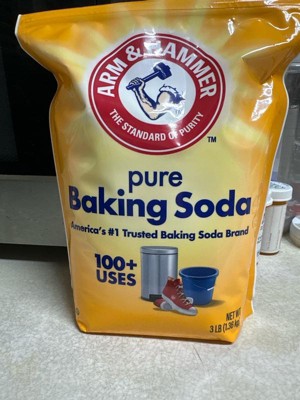 ARM & HAMMER
THE STANDARD OF PURITY
TM
pure
Baking Soda
America's #1 Trusted Baking Soda Brand
100+
USES
NET WT
3 LB (1.36 kg)